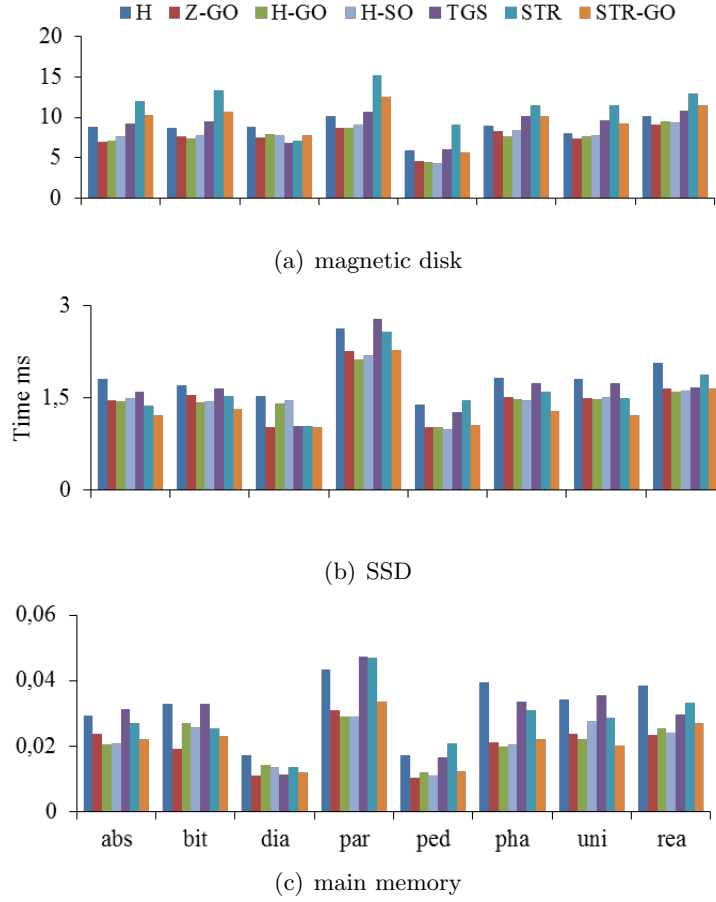 H Z-GO H-GO H-SO TGS STR STR-GO
20
15
10
5
0
(a) magnetic disk
3
1,5
0
Time ms
(b) SSD
0,06
0,04
0,02
0
abs bit dia par ped pha uni rea
(c) main memory